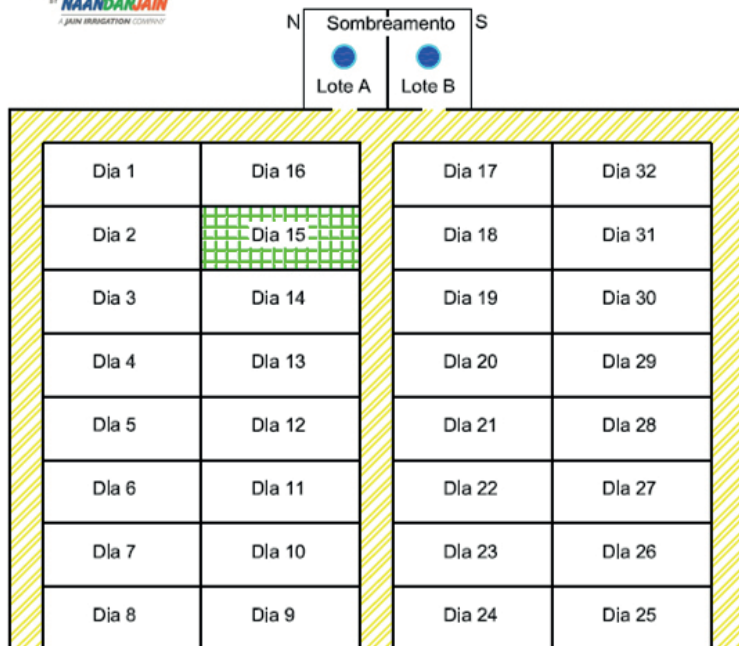 BY NAANDANJAIN
A JAIN IRRIGATION COMPANY
N Sombreamento S
Lote A Lote B
Dia 1 Dia 16 Dia 17 Dia 32
Dia 2 Dia 15 Dia 18 Dia 31
Dia 3 Dia 14 Dia 19 Dia 30
Dia 4 Dia 13 Dia 20 Dia 29
Dia 5 Dia 12 Dia 21 Dia 28
Dia 6 Dia 11 Dia 22 Dia 27
Dia 7 Dia 10 Dia 23 Dia 26
Dia 8 Dia 9 Dia 24 Dia 25